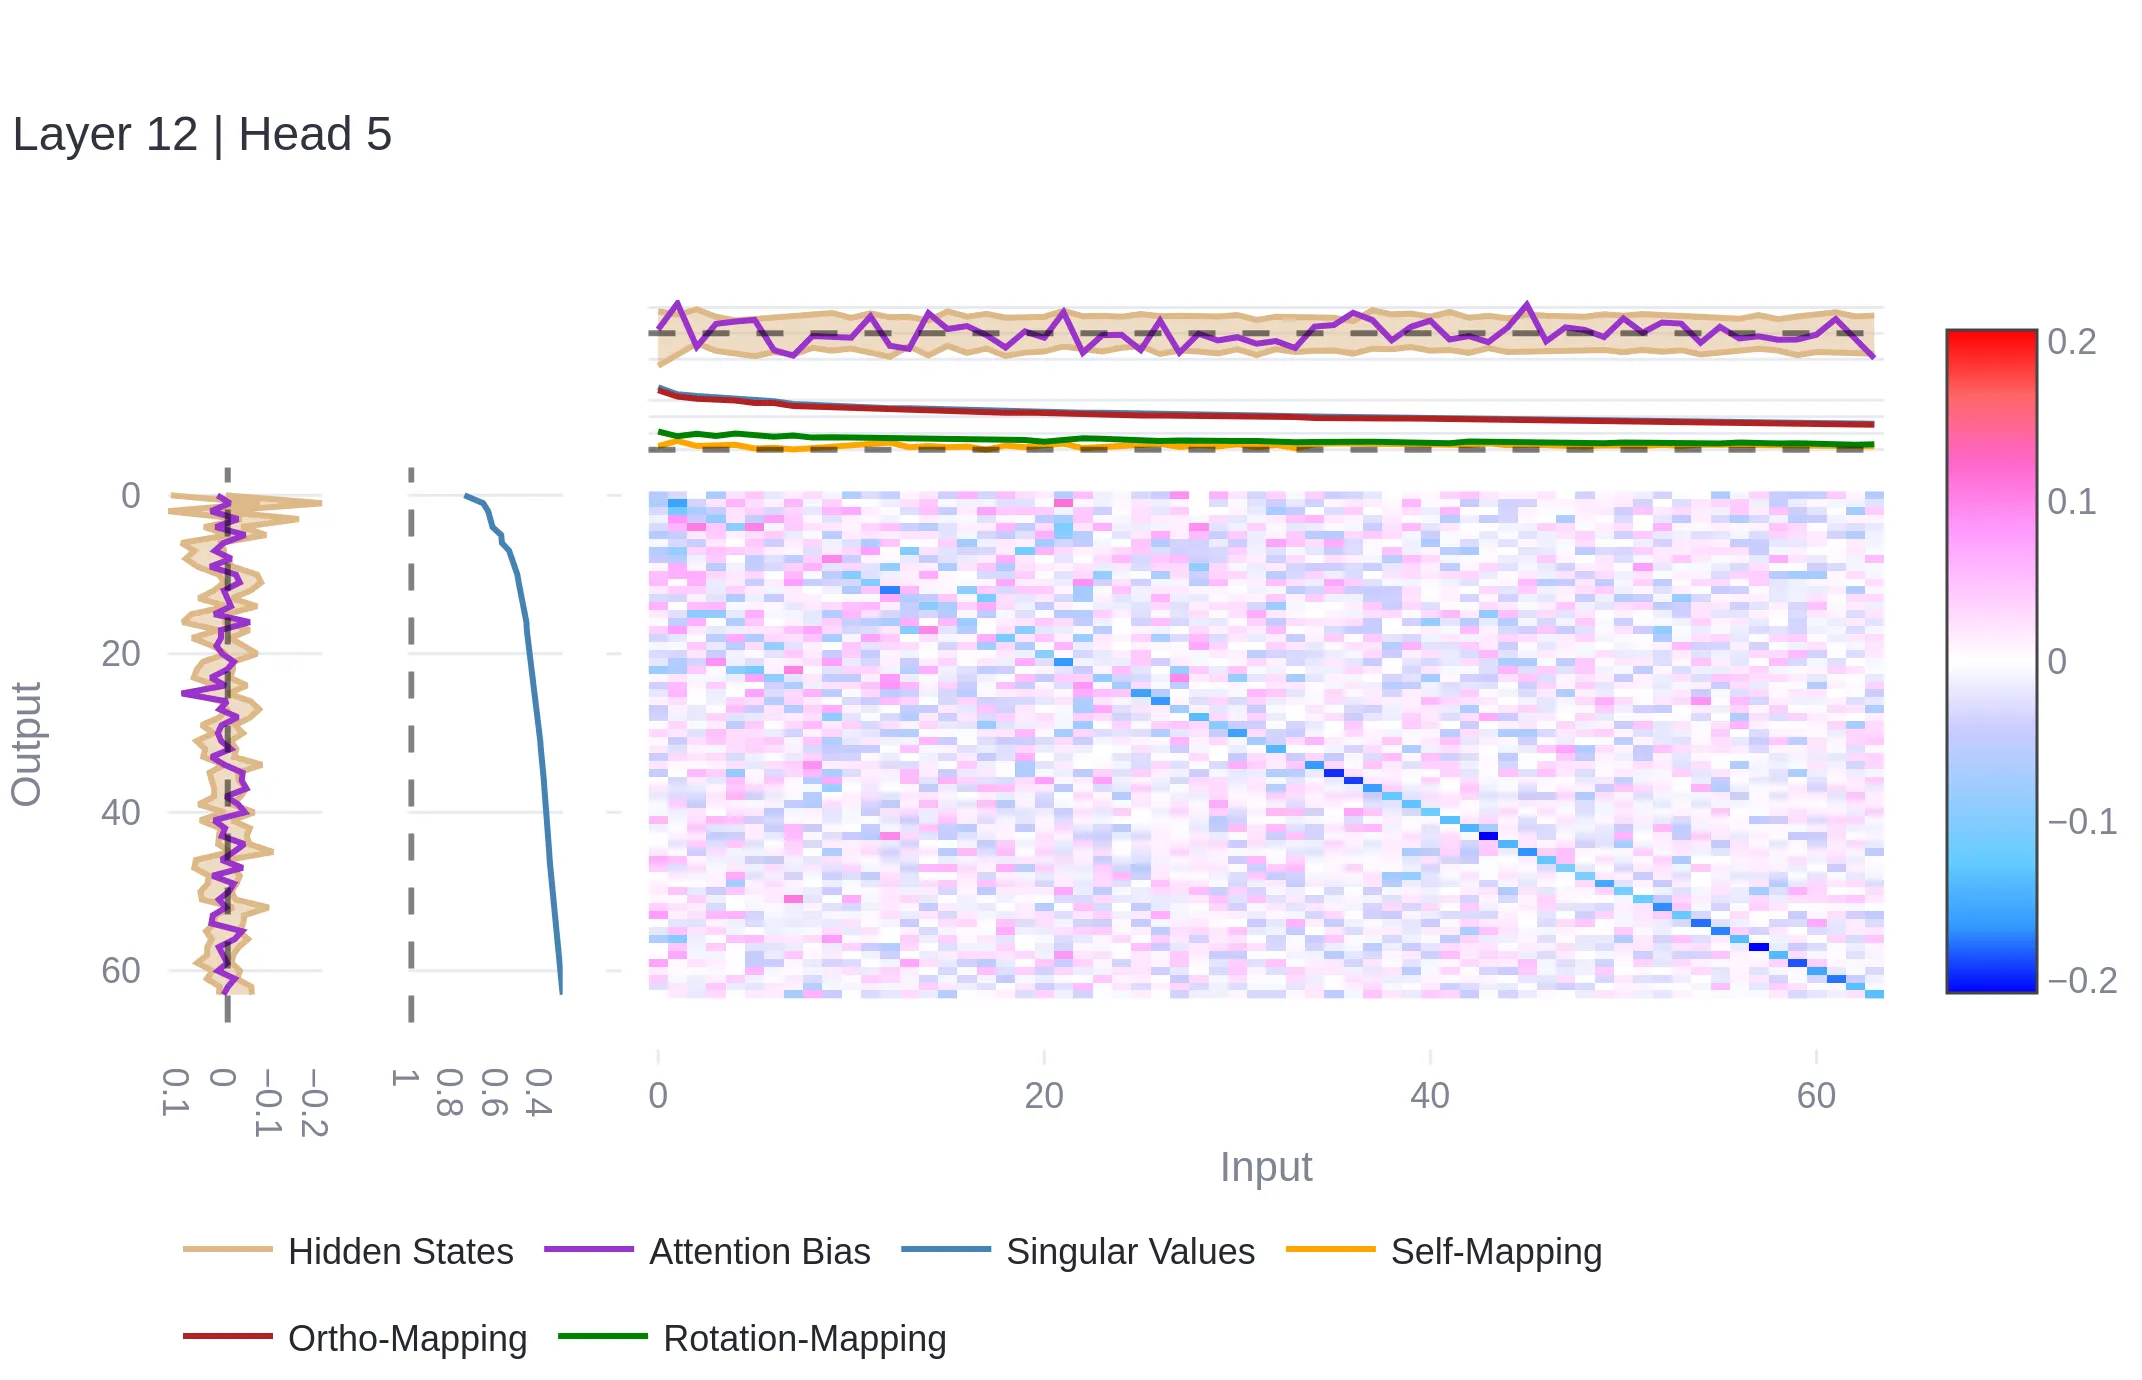 Layer 12 | Head 5
0.2
0.1
0
−0.1
−0.2
Output
0
20
40
60
0.1
0
−0.1
−0.2
1
0.8
0.6
0.4
0
20
40
60
Input
Hidden States
Attention Bias
Singular Values
Self-Mapping
Ortho-Mapping
Rotation-Mapping